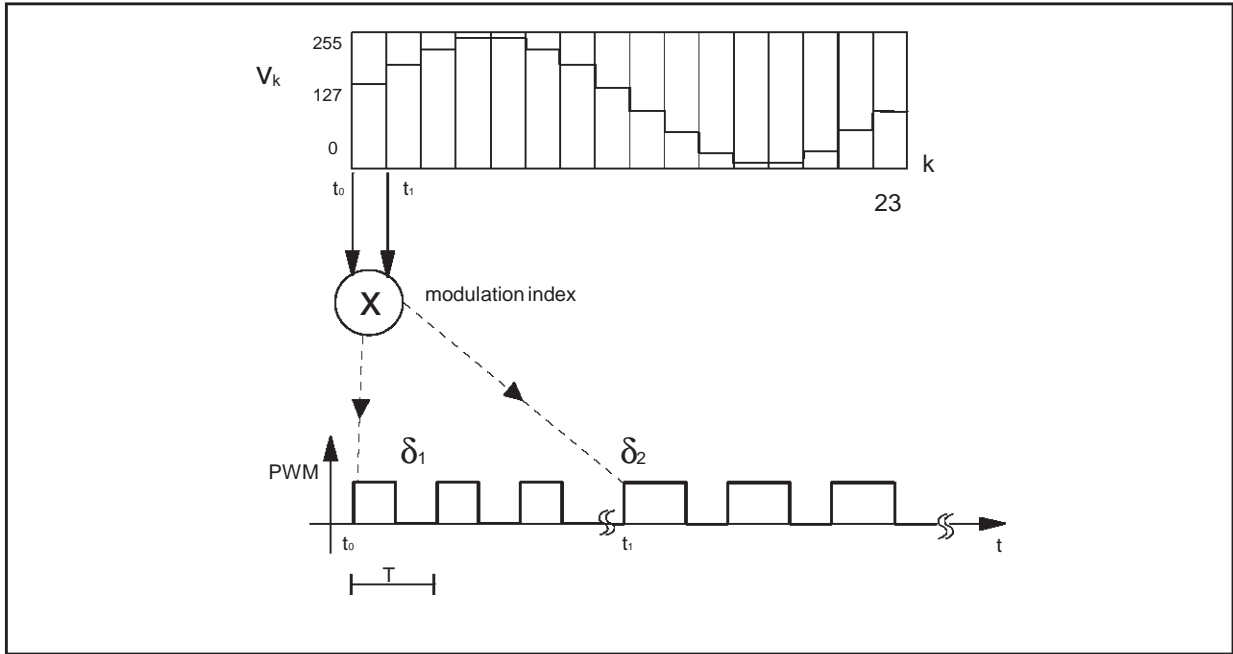 255
Vk
127
0
k
t0 t1
23
X
modulation index
δ1 δ2
PWM
t0 t1 t
T